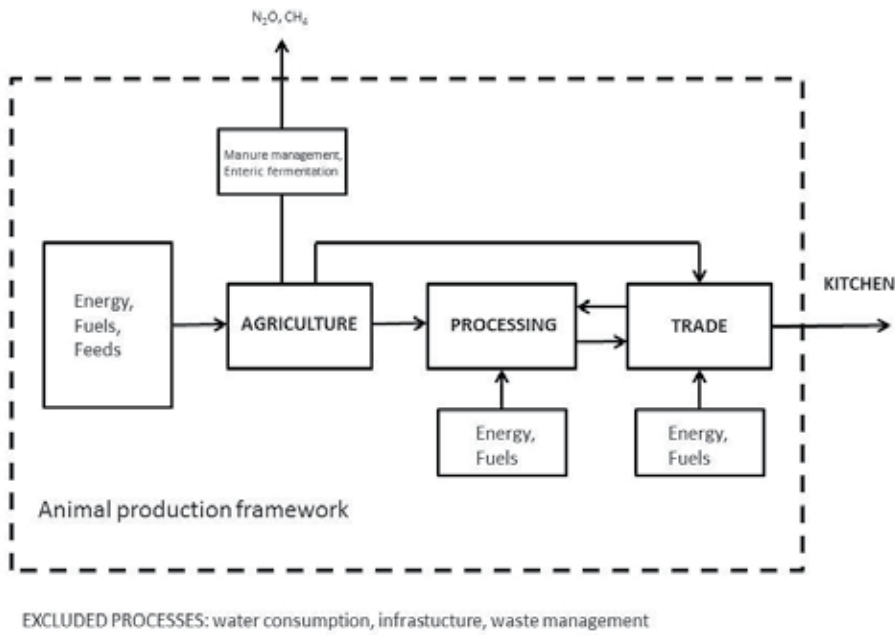 N₂O, CH₄
Manure management,
Enteric fermentation
Energy,
Fuels,
Feeds
AGRICULTURE
PROCESSING
TRADE
KITCHEN
Energy,
Fuels
Energy,
Fuels
Animal production framework
EXCLUDED PROCESSES: water consumption, infrastucture, waste management